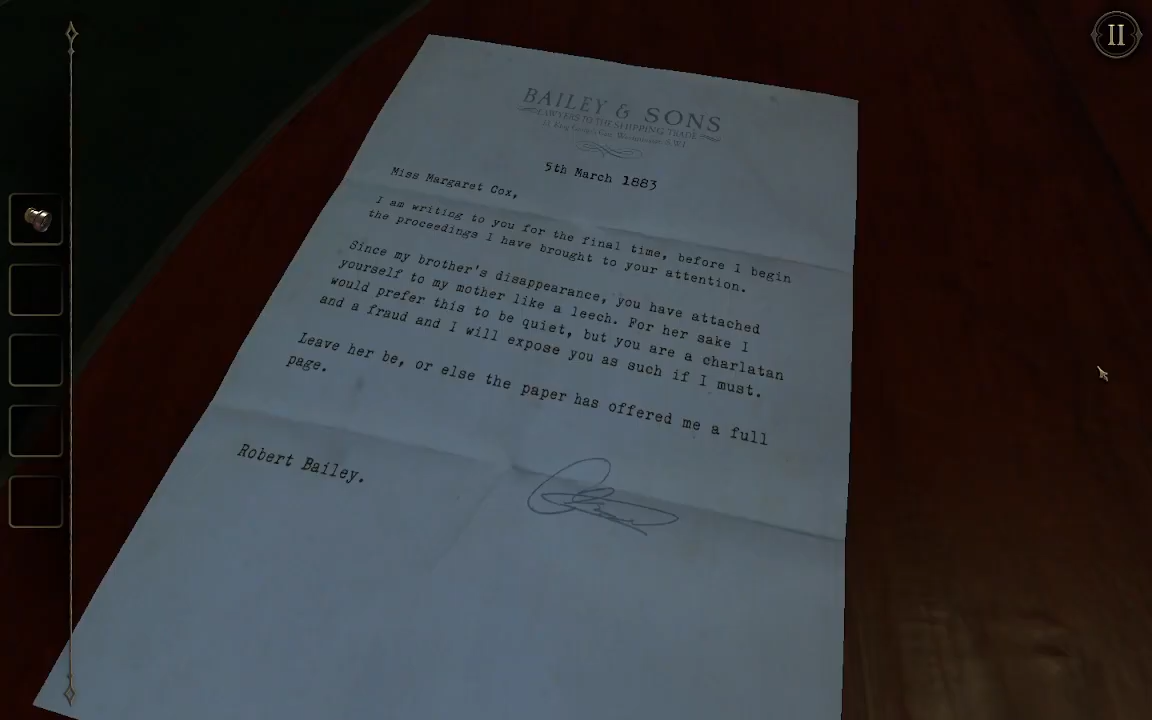 BAILEY & SONS
LAWYERS TO THE SHIPPING TRADE
5th March 1883
Miss Margaret Cox,
I am writing to you for the final time, before I begin
the proceedings I have brought to your attention.
Since my brother's disappearance, you have attached
yourself to my mother like a leech. For her sake I
would prefer this to be quiet, but you are a charlatan
and a fraud and I will expose you as such if I must.
Leave her be, or else the paper has offered me a full
page.
Robert Bailey.